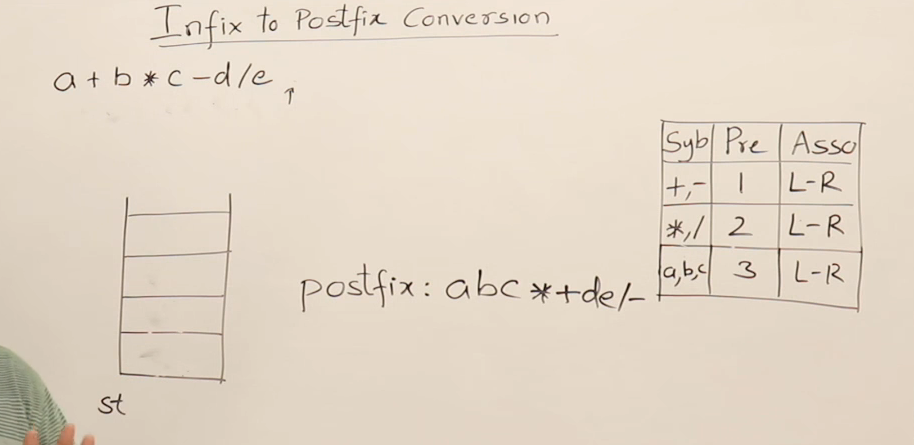 Infix to Postfix Conversion
a + b * c - d / e
↑
Syb Pre Asso
+,- 1 L-R
*,/ 2 L-R
a,b,c 3 L-R
postfix: abc*+de/-
st